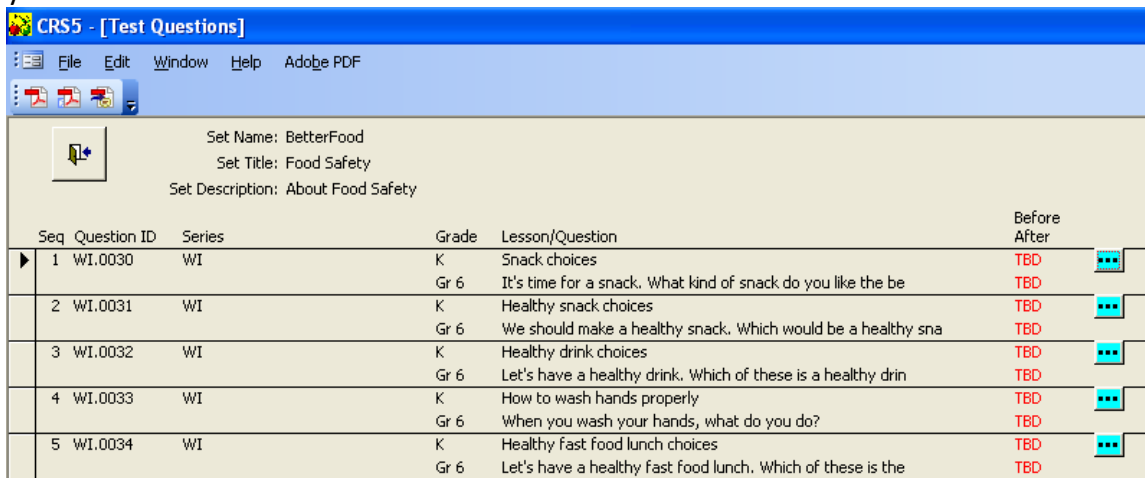 CRS5 - [Test Questions]
File Edit Window Help Adobe PDF
Set Name: BetterFood
Set Title: Food Safety
Set Description: About Food Safety
Before
Seq Question ID Series Grade Lesson/Question After
1 WI.0030 WI K Snack choices TBD
Gr 6 It's time for a snack. What kind of snack do you like the be TBD
2 WI.0031 WI K Healthy snack choices TBD
Gr 6 We should make a healthy snack. Which would be a healthy sna TBD
3 WI.0032 WI K Healthy drink choices TBD
Gr 6 Let's have a healthy drink. Which of these is a healthy drin TBD
4 WI.0033 WI K How to wash hands properly TBD
Gr 6 When you wash your hands, what do you do? TBD
5 WI.0034 WI K Healthy fast food lunch choices TBD
Gr 6 Let's have a healthy fast food lunch. Which of these is the TBD